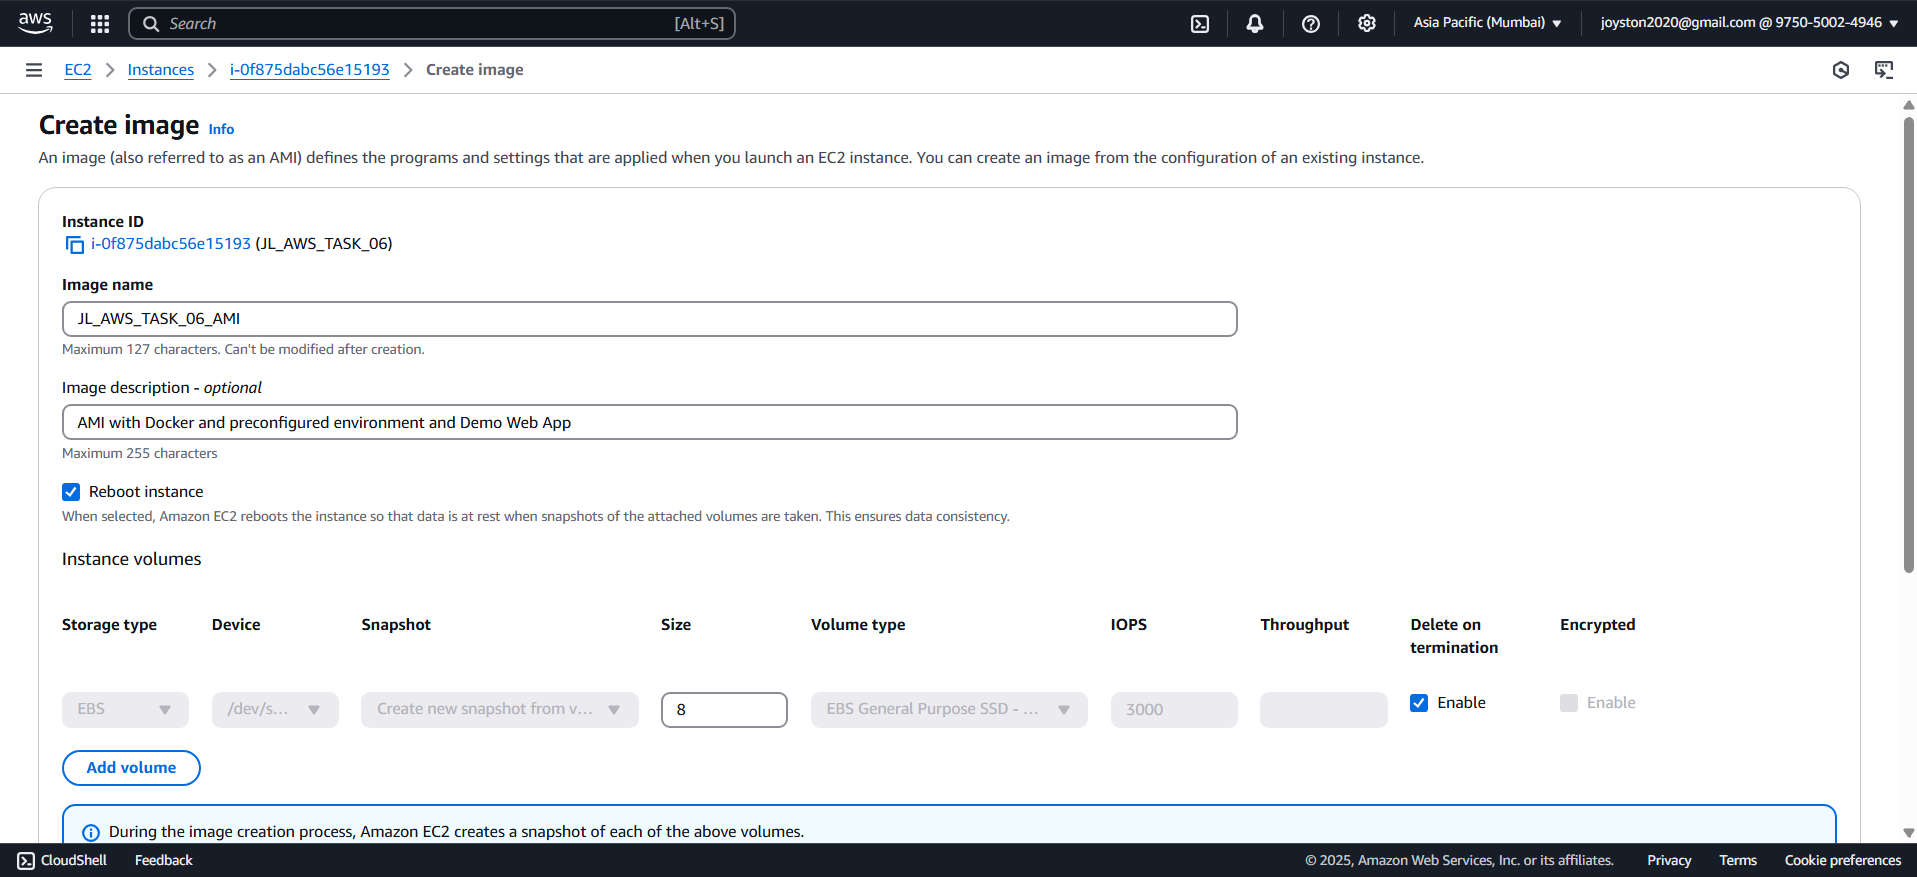 aws
Search [Alt+S]
Asia Pacific (Mumbai)
joyston2020@gmail.com @ 9750-5002-4946
EC2 > Instances > i-0f875dabc56e15193 > Create image
Create image Info
An image (also referred to as an AMI) defines the programs and settings that are applied when you launch an EC2 instance. You can create an image from the configuration of an existing instance.
Instance ID
i-0f875dabc56e15193 (JL_AWS_TASK_06)
Image name
JL_AWS_TASK_06_AMI
Maximum 127 characters. Can't be modified after creation.
Image description - optional
AMI with Docker and preconfigured environment and Demo Web App
Maximum 255 characters
Reboot instance
When selected, Amazon EC2 reboots the instance so that data is at rest when snapshots of the attached volumes are taken. This ensures data consistency.
Instance volumes
Storage type Device Snapshot Size Volume type IOPS Throughput Delete on termination Encrypted
EBS /dev/s... Create new snapshot from v... 8 EBS General Purpose SSD - ... 3000 Enable Enable
Add volume
During the image creation process, Amazon EC2 creates a snapshot of each of the above volumes.
CloudShell Feedback © 2025, Amazon Web Services, Inc. or its affiliates. Privacy Terms Cookie preferences